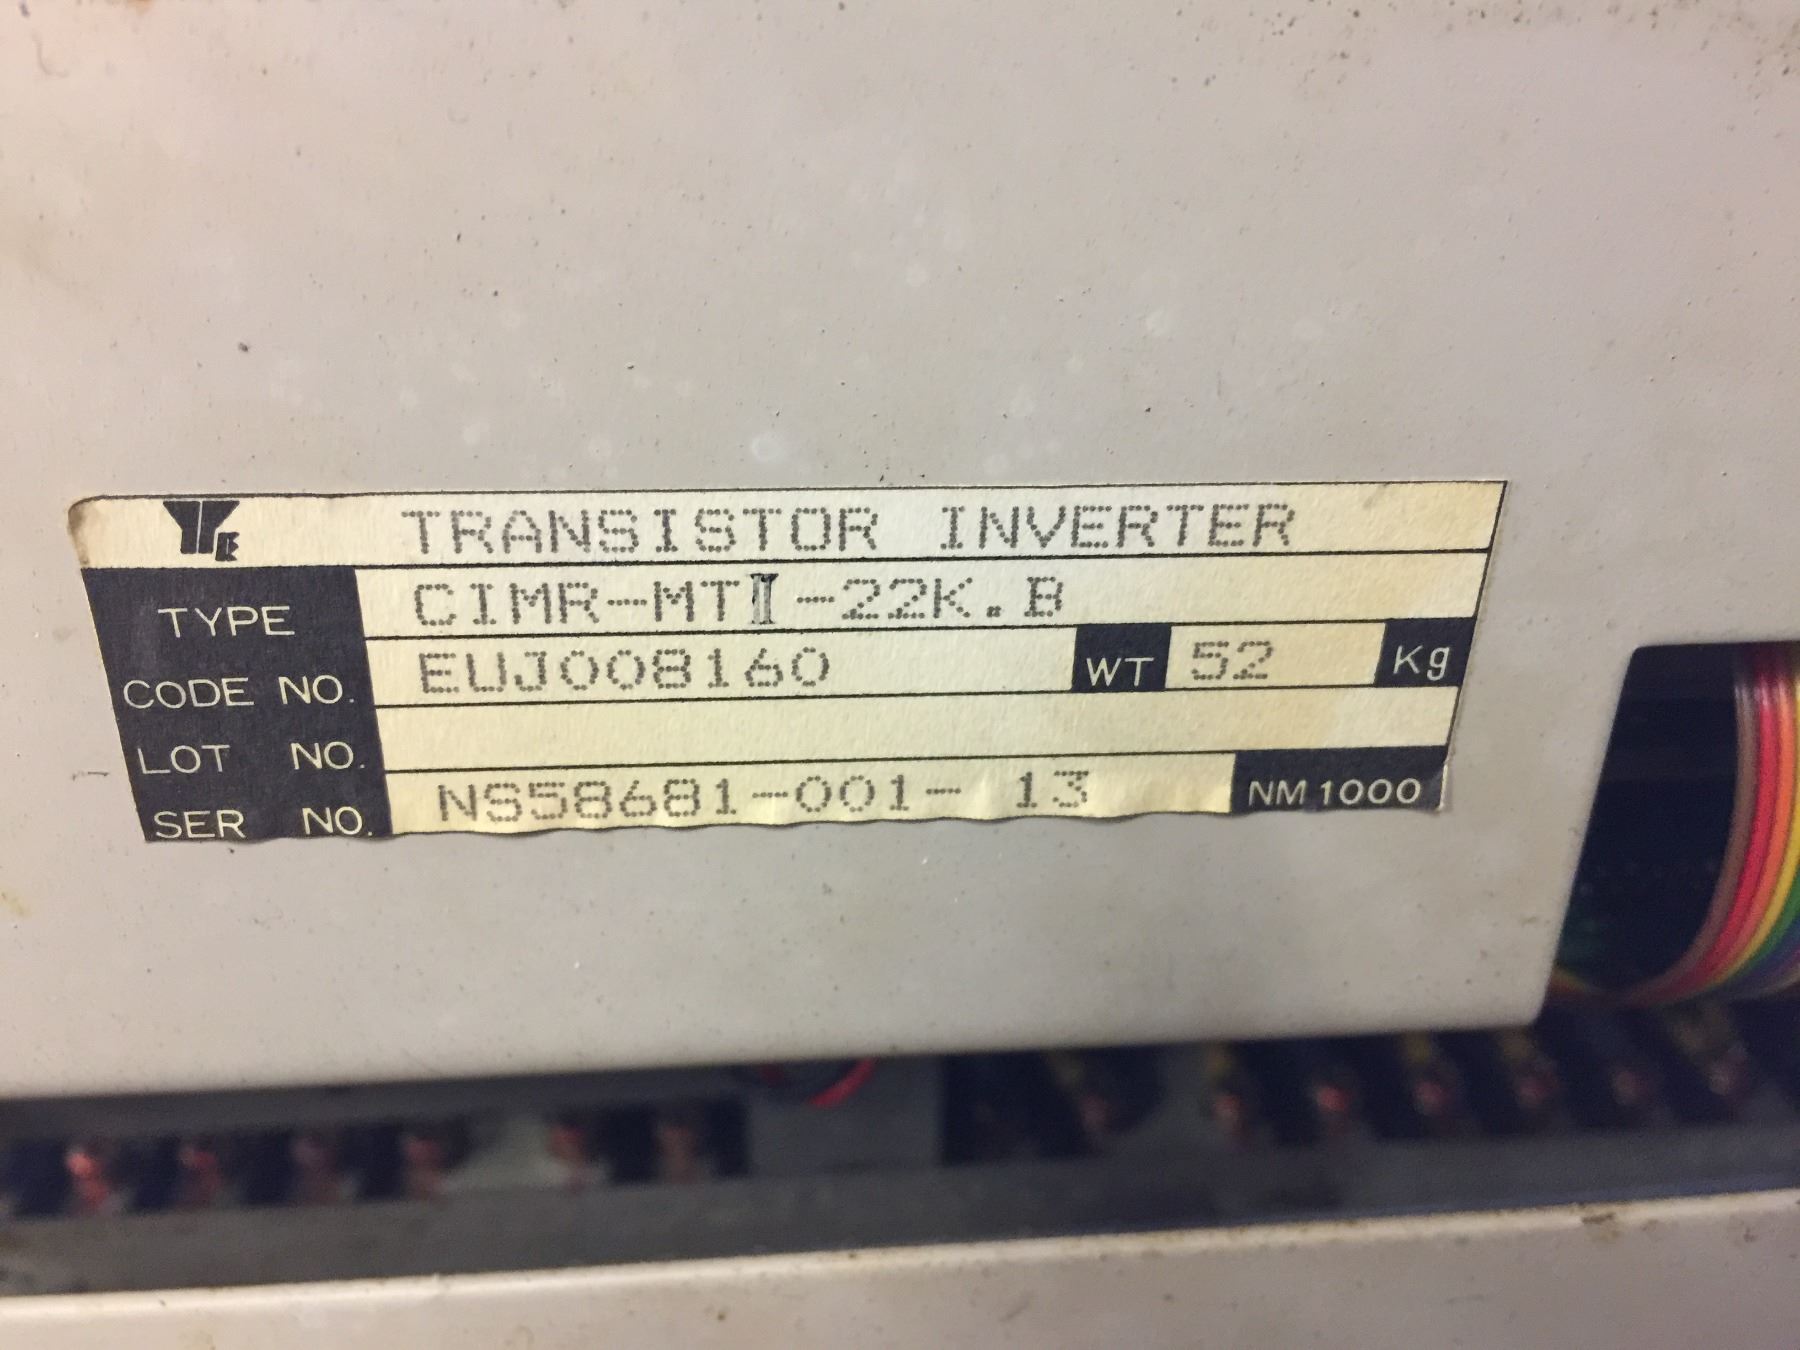 YE TRANSISTOR INVERTER
TYPE CIMR-MTII-22K.B
CODE NO. EUJ008160 WT 52 Kg
LOT NO.
SER NO. NS58681-001- 13 NM1000